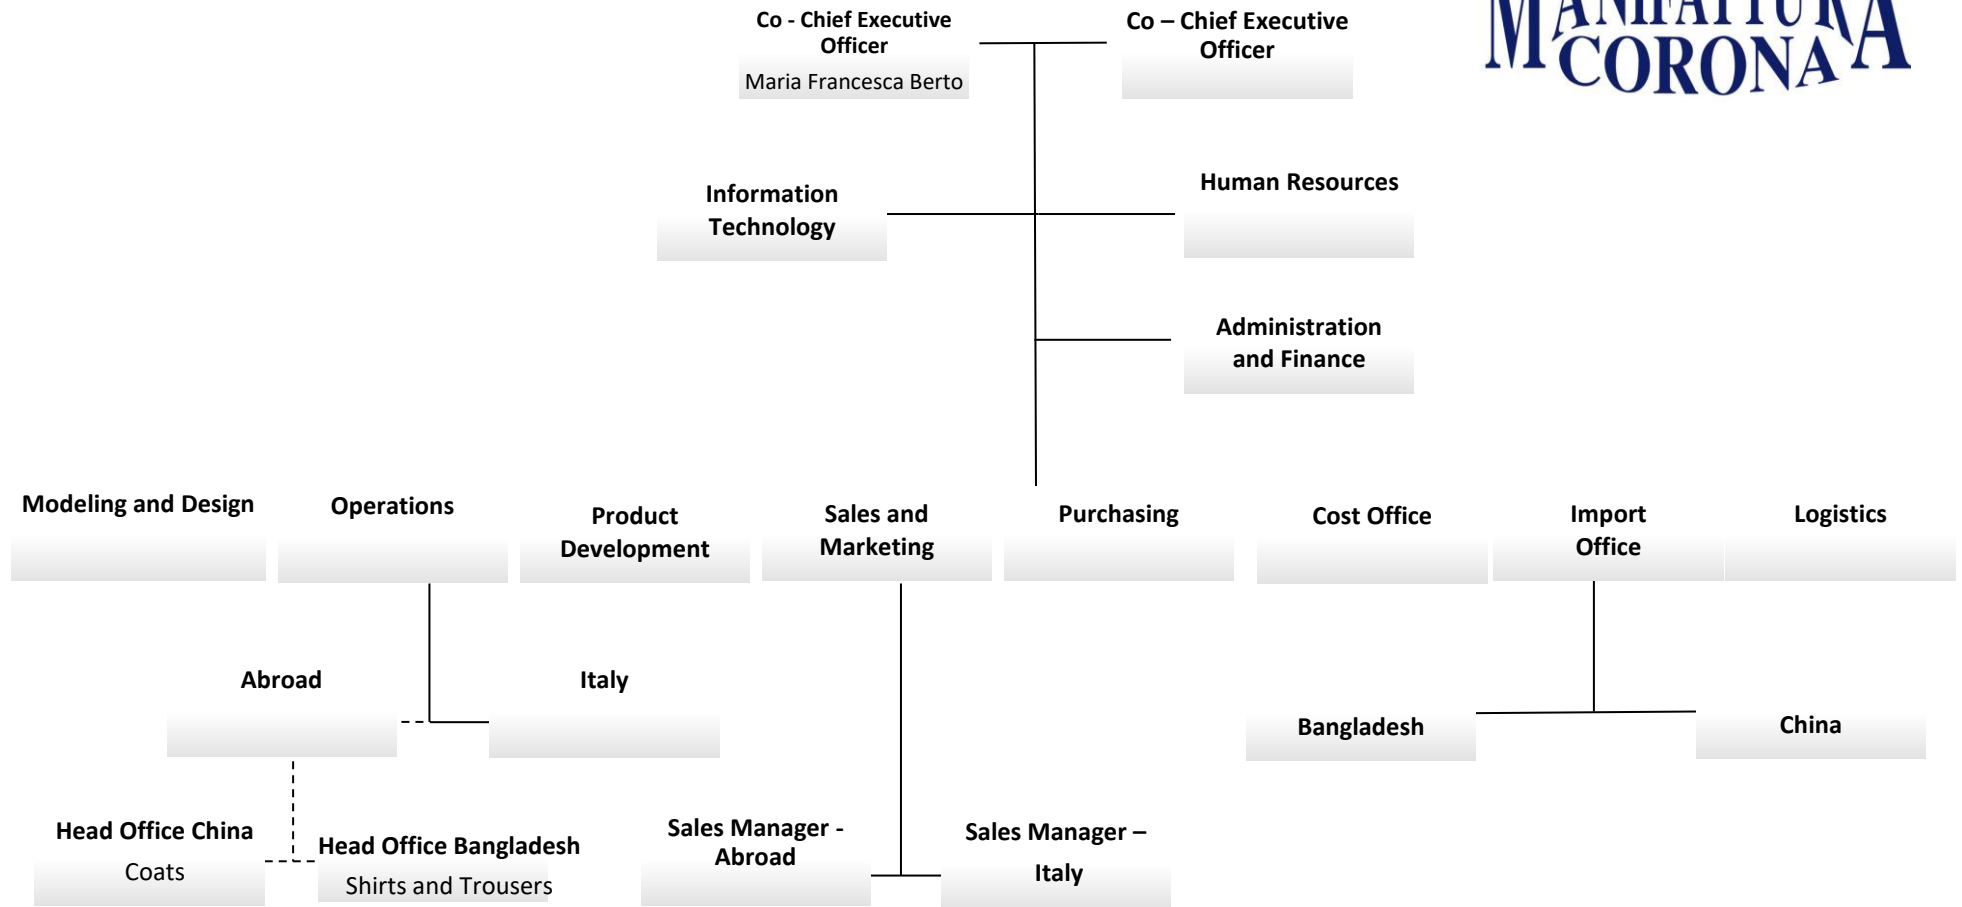 Co - Chief Executive
Officer
Maria Francesca Berto
Co – Chief Executive
Officer
MANIFATTURA
CORONA
Information
Technology
Human Resources
Administration
and Finance
Modeling and Design
Operations
Product
Development
Sales and
Marketing
Purchasing
Cost Office
Import
Office
Logistics
Abroad
Italy
Bangladesh
China
Head Office China
Coats
Head Office Bangladesh
Shirts and Trousers
Sales Manager -
Abroad
Sales Manager –
Italy